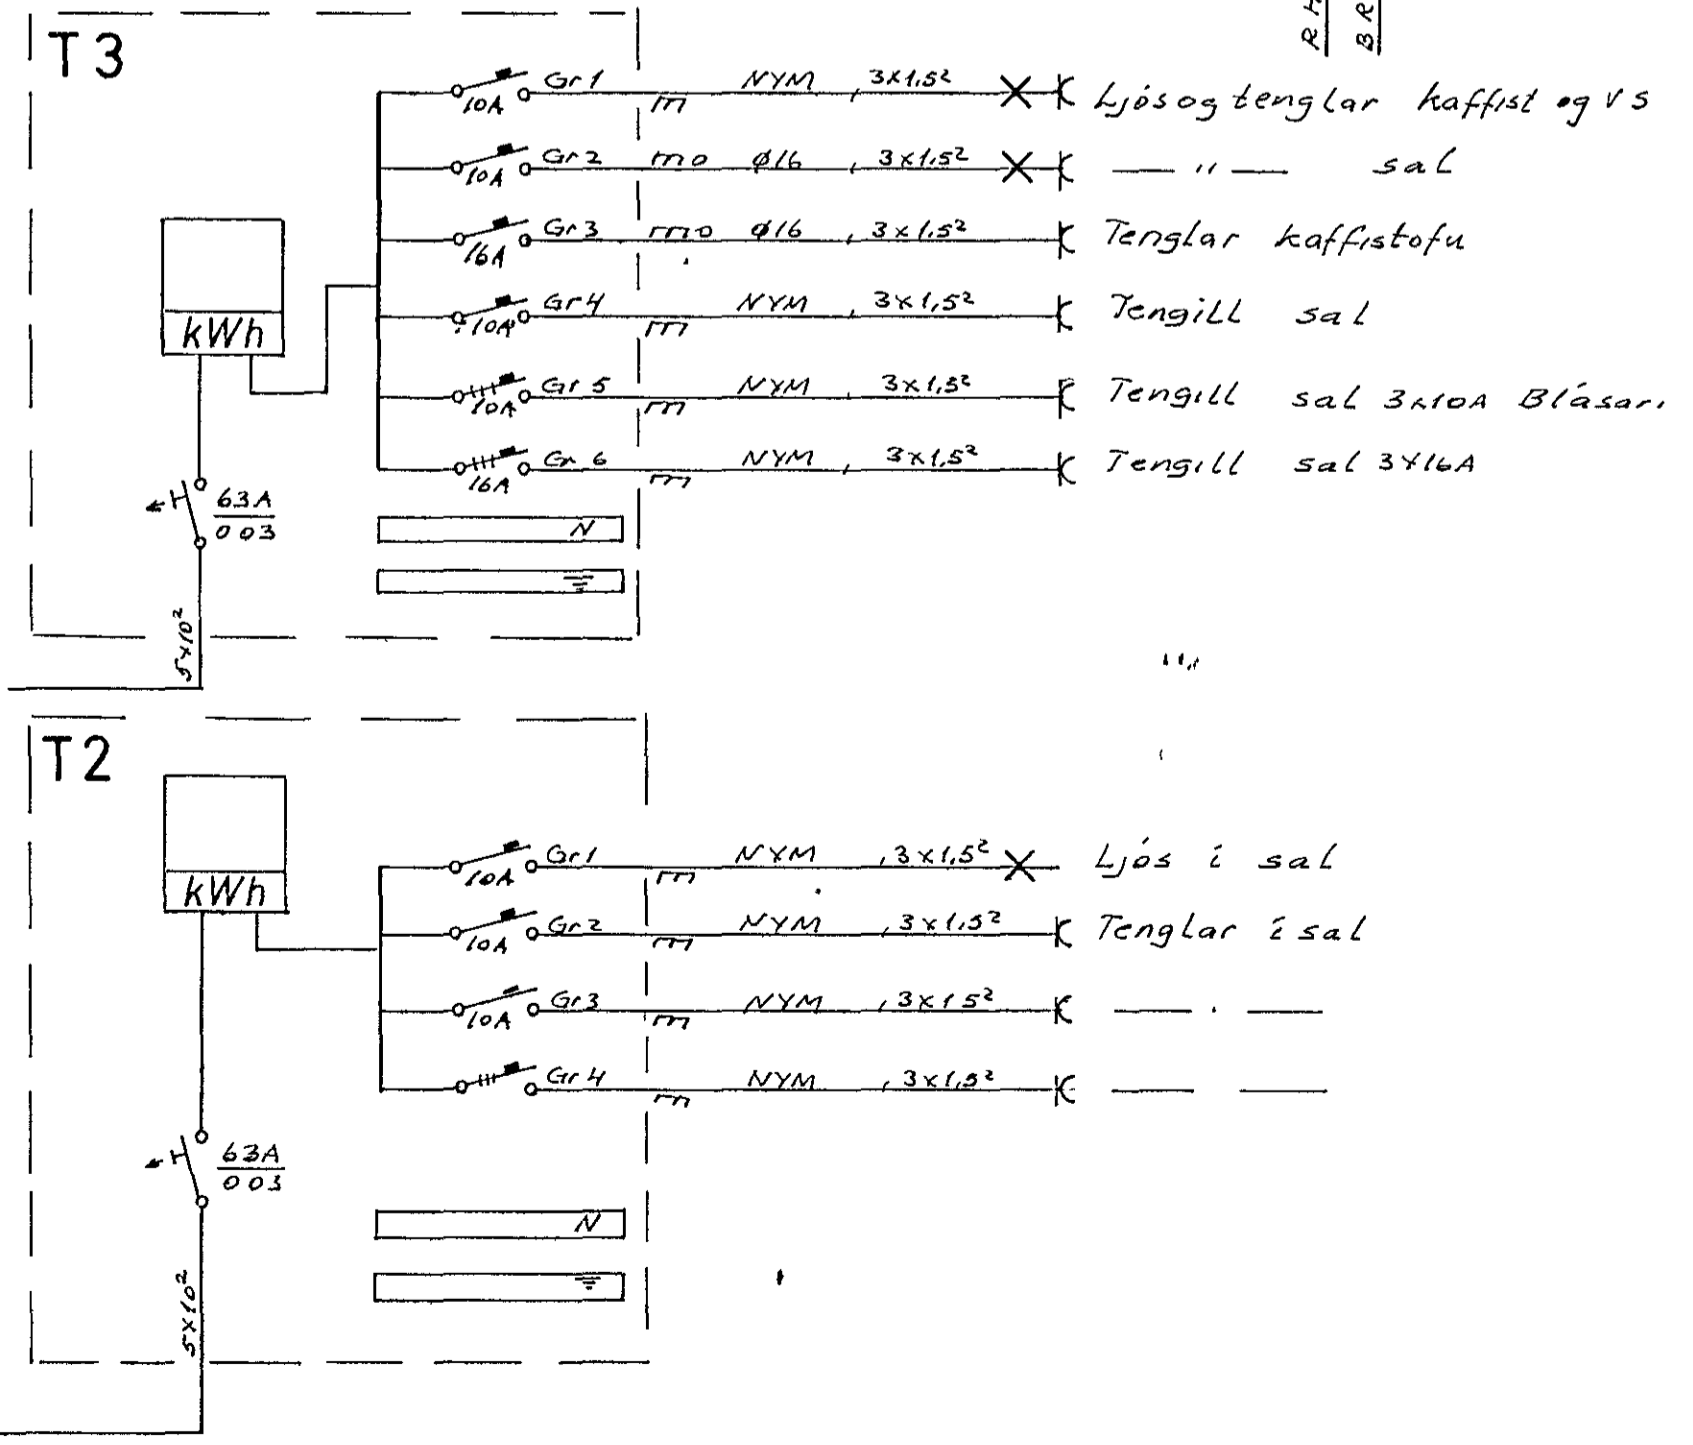 T3
Gr1 10A m NYM 3x1,5² Ljós og tenglar kaffist og vs
Gr2 10A mo ø16 3x1,5² — " — sal
Gr3 16A mo ø16 3x1,5² Tenglar kaffistofu
Gr4 10A m NYM 3x1,5² Tengill sal
Gr5 10A m NYM 3x1,5² Tengill sal 3x10A Blásari
Gr6 16A m NYM 3x1,5² Tengill sal 3x16A
kWh
63A
003
N
5x10²
T2
Gr1 10A m NYM 3x1,5² Ljós í sal
Gr2 10A m NYM 3x1,5² Tenglar í sal
Gr3 10A m NYM 3x1 5²
Gr4 m NYM 3x1,5²
kWh
63A
003
N
5x10²